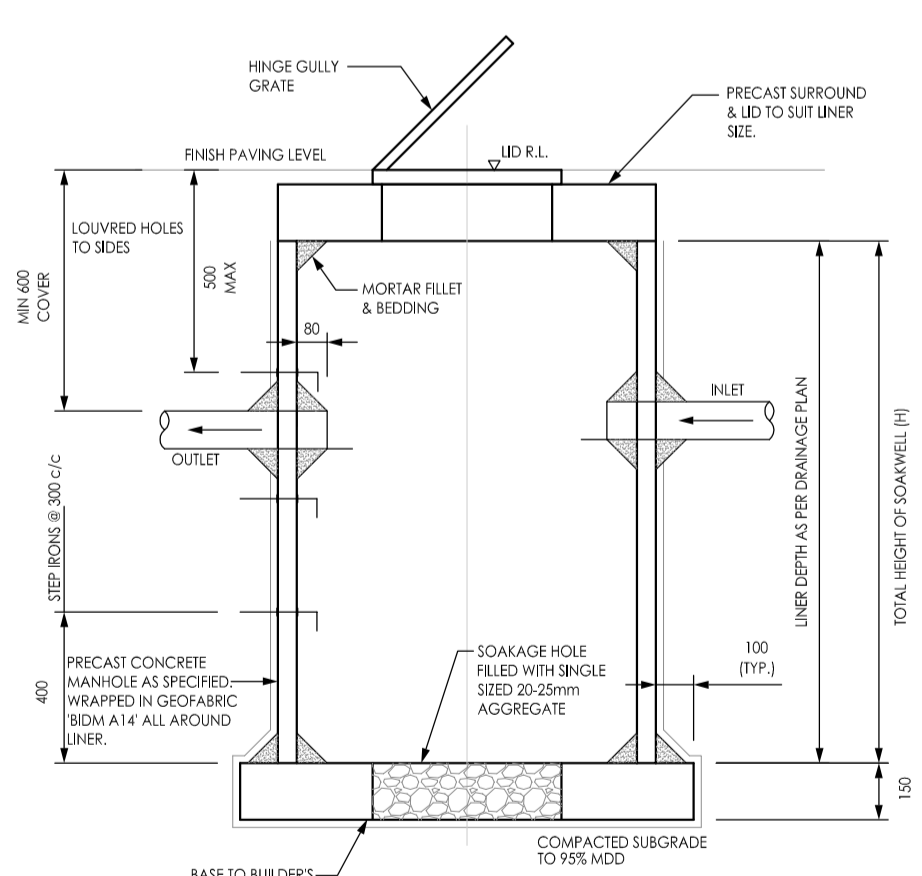 HINGE GULLY
GRATE
PRECAST SURROUND
& LID TO SUIT LINER
SIZE.
FINISH PAVING LEVEL
LID R.L.
LOUVRED HOLES
TO SIDES
MIN 600
COVER
500
MAX
MORTAR FILLET
& BEDDING
80
INLET
OUTLET
STEP IRONS @ 300 c/c
LINER DEPTH AS PER DRAINAGE PLAN
TOTAL HEIGHT OF SOAKWELL (H)
400
PRECAST CONCRETE
MANHOLE AS SPECIFIED.
WRAPPED IN GEOFABRIC
'BIDM A14' ALL AROUND
LINER.
SOAKAGE HOLE
FILLED WITH SINGLE
SIZED 20-25mm
AGGREGATE
100
(TYP.)
150
COMPACTED SUBGRADE
TO 95% MDD
BASE TO BUILDER'S